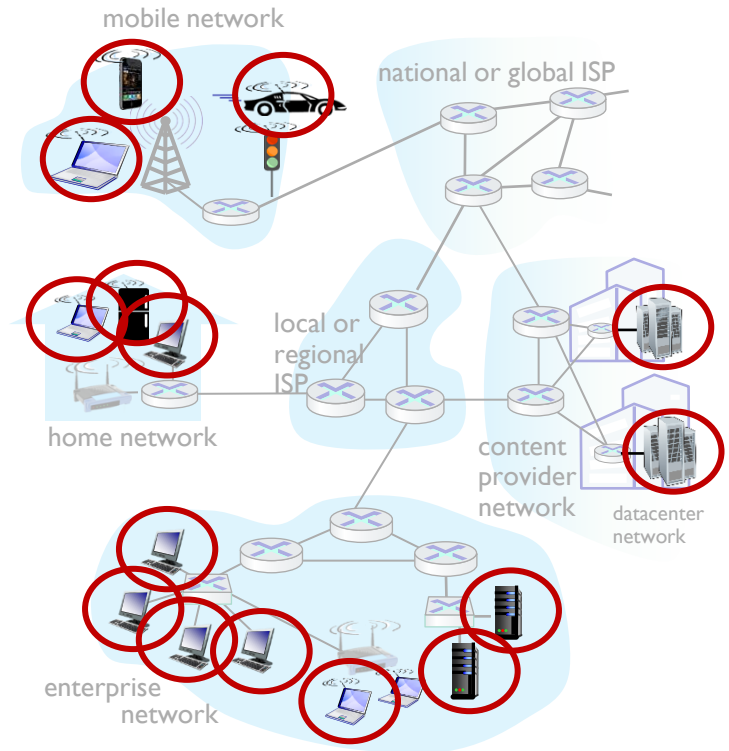 mobile network
national or global ISP
local or
regional
ISP
home network
content
provider
network
datacenter
network
enterprise
network